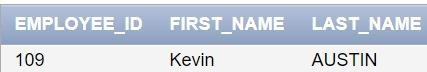 EMPLOYEE_ID FIRST_NAME LAST_NAME
109 Kevin AUSTIN